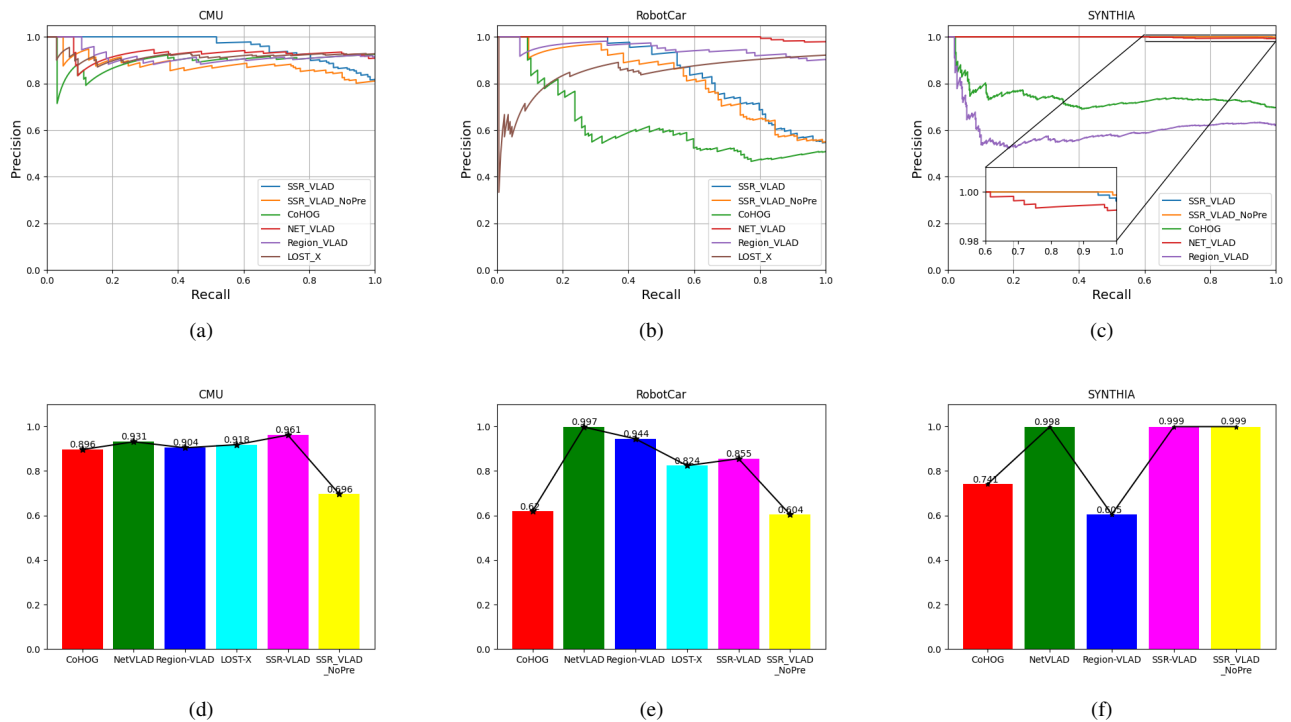 CMU
1.0
0.8
0.6
0.4
0.2
0.0
Precision
0.0 0.2 0.4 0.6 0.8 1.0
Recall
SSR_VLAD
SSR_VLAD_NoPre
CoHOG
NET_VLAD
Region_VLAD
LOST_X
(a)
RobotCar
1.0
0.8
0.6
0.4
0.2
0.0
Precision
0.0 0.2 0.4 0.6 0.8 1.0
Recall
SSR_VLAD
SSR_VLAD_NoPre
CoHOG
NET_VLAD
Region_VLAD
LOST_X
(b)
SYNTHIA
1.0
0.8
0.6
0.4
0.2
0.0
Precision
0.0 0.2 0.4 0.6 0.8 1.0
Recall
1.00
0.98
0.6 0.7 0.8 0.9 1.0
SSR_VLAD
SSR_VLAD_NoPre
CoHOG
NET_VLAD
Region_VLAD
(c)
CMU
1.0
0.8
0.6
0.4
0.2
0.0
0.896 0.931 0.904 0.918 0.961 0.696
CoHOG NetVLAD Region-VLAD LOST-X SSR-VLAD SSR_VLAD
_NoPre
(d)
RobotCar
1.0
0.8
0.6
0.4
0.2
0.0
0.62 0.997 0.944 0.824 0.855 0.604
CoHOG NetVLAD Region-VLAD LOST-X SSR-VLAD SSR_VLAD
_NoPre
(e)
SYNTHIA
1.0
0.8
0.6
0.4
0.2
0.0
0.741 0.998 0.605 0.999 0.999
CoHOG NetVLAD Region-VLAD SSR-VLAD SSR_VLAD
_NoPre
(f)